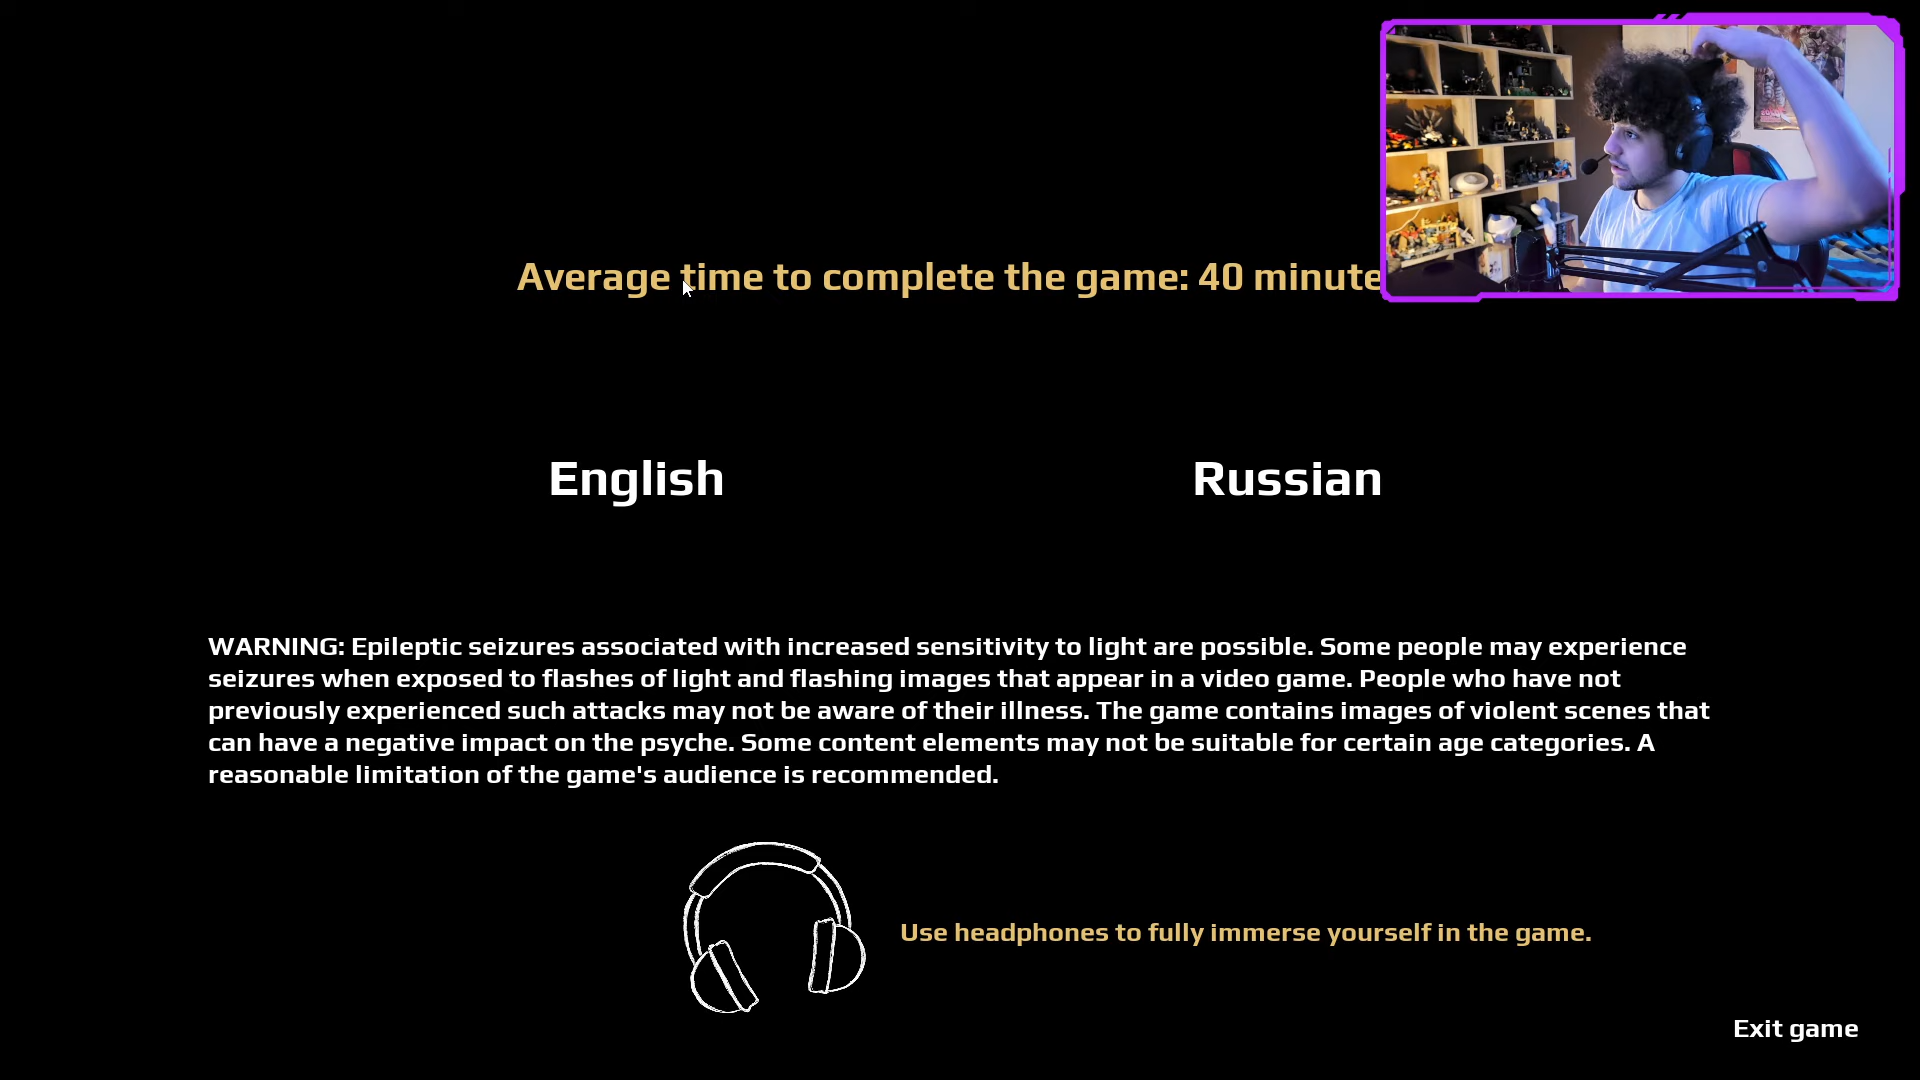 Average time to complete the game: 40 minute
English
Russian
WARNING: Epileptic seizures associated with increased sensitivity to light are possible. Some people may experience
seizures when exposed to flashes of light and flashing images that appear in a video game. People who have not
previously experienced such attacks may not be aware of their illness. The game contains images of violent scenes that
can have a negative impact on the psyche. Some content elements may not be suitable for certain age categories. A
reasonable limitation of the game's audience is recommended.
Use headphones to fully immerse yourself in the game.
Exit game